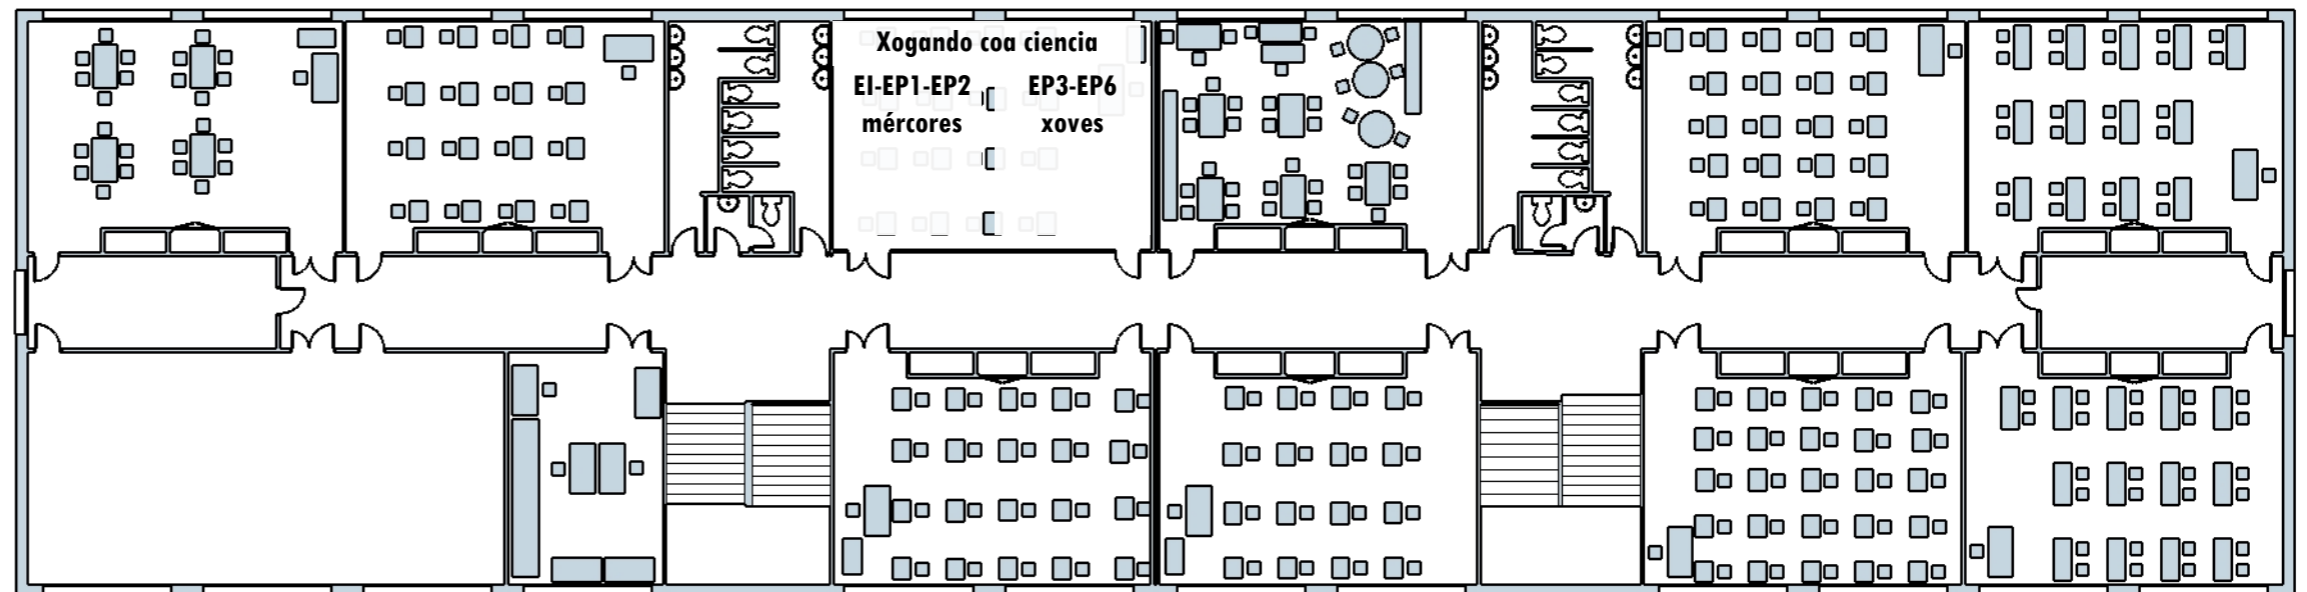 Xogando coa ciencia
EI-EP1-EP2 EP3-EP6
mércores xoves